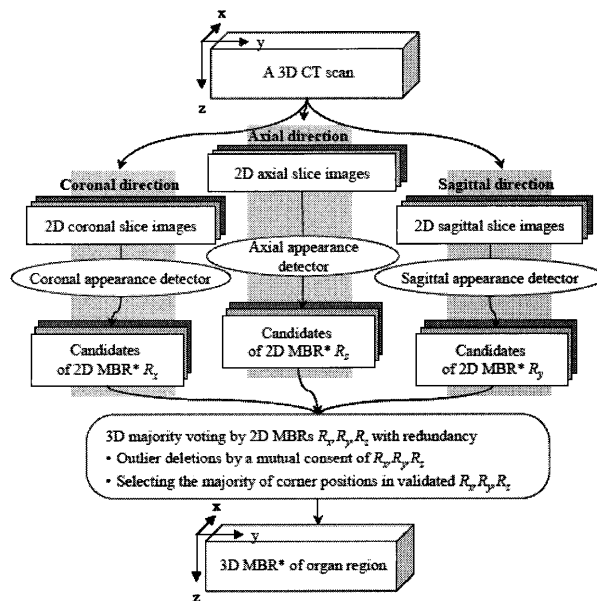 x
y
z
A 3D CT scan
Axial direction
2D axial slice images
Axial appearance
detector
Candidates
of 2D MBR* Rz
Coronal direction
2D coronal slice images
Coronal appearance detector
Candidates
of 2D MBR* Rx
Sagittal direction
2D sagittal slice images
Sagittal appearance detector
Candidates
of 2D MBR* Ry
3D majority voting by 2D MBRs Rx,Ry,Rz with redundancy
• Outlier deletions by a mutual consent of Rx,Ry,Rz
• Selecting the majority of corner positions in validated Rx,Ry,Rz
x
y
z
3D MBR* of organ region